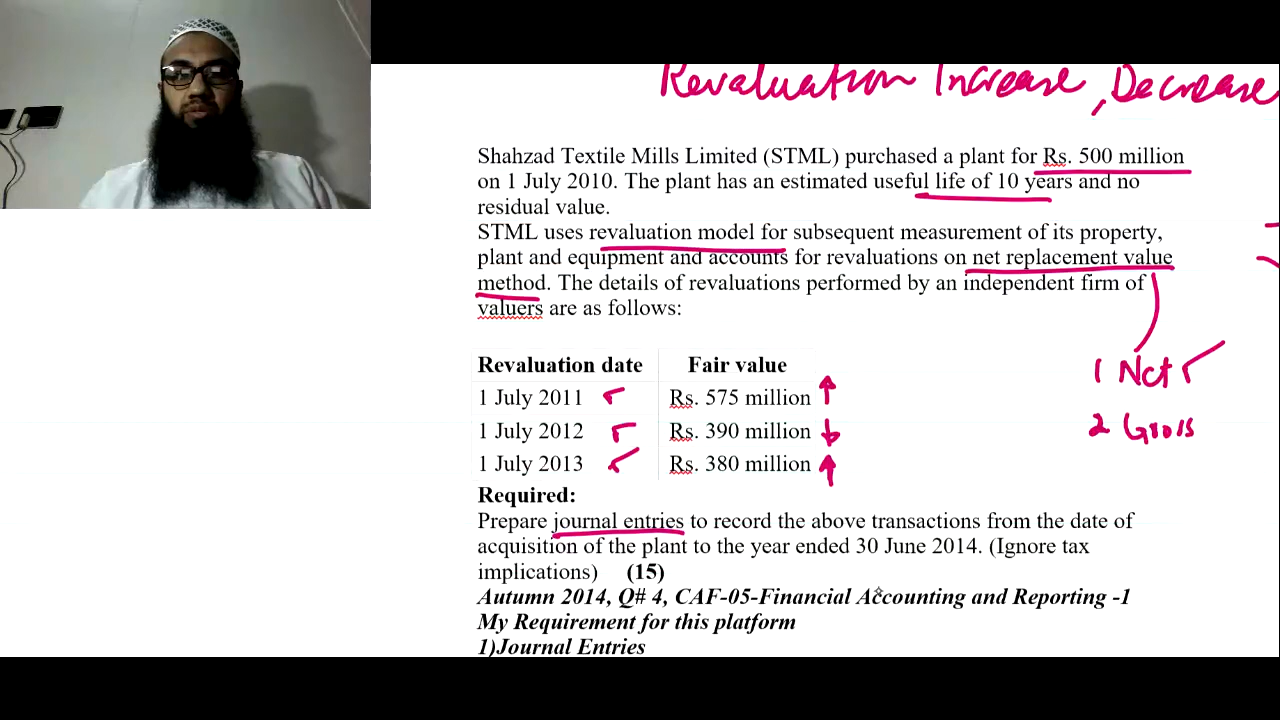 Revaluation Increase, Decrease
Shahzad Textile Mills Limited (STML) purchased a plant for Rs. 500 million
on 1 July 2010. The plant has an estimated useful life of 10 years and no
residual value.
STML uses revaluation model for subsequent measurement of its property,
plant and equipment and accounts for revaluations on net replacement value
method. The details of revaluations performed by an independent firm of
valuers are as follows:
Revaluation date Fair value
1 July 2011 Rs. 575 million
1 July 2012 Rs. 390 million
1 July 2013 Rs. 380 million
1 Net
2 Gross
Required:
Prepare journal entries to record the above transactions from the date of
acquisition of the plant to the year ended 30 June 2014. (Ignore tax
implications) (15)
Autumn 2014, Q# 4, CAF-05-Financial Accounting and Reporting -1
My Requirement for this platform
1)Journal Entries